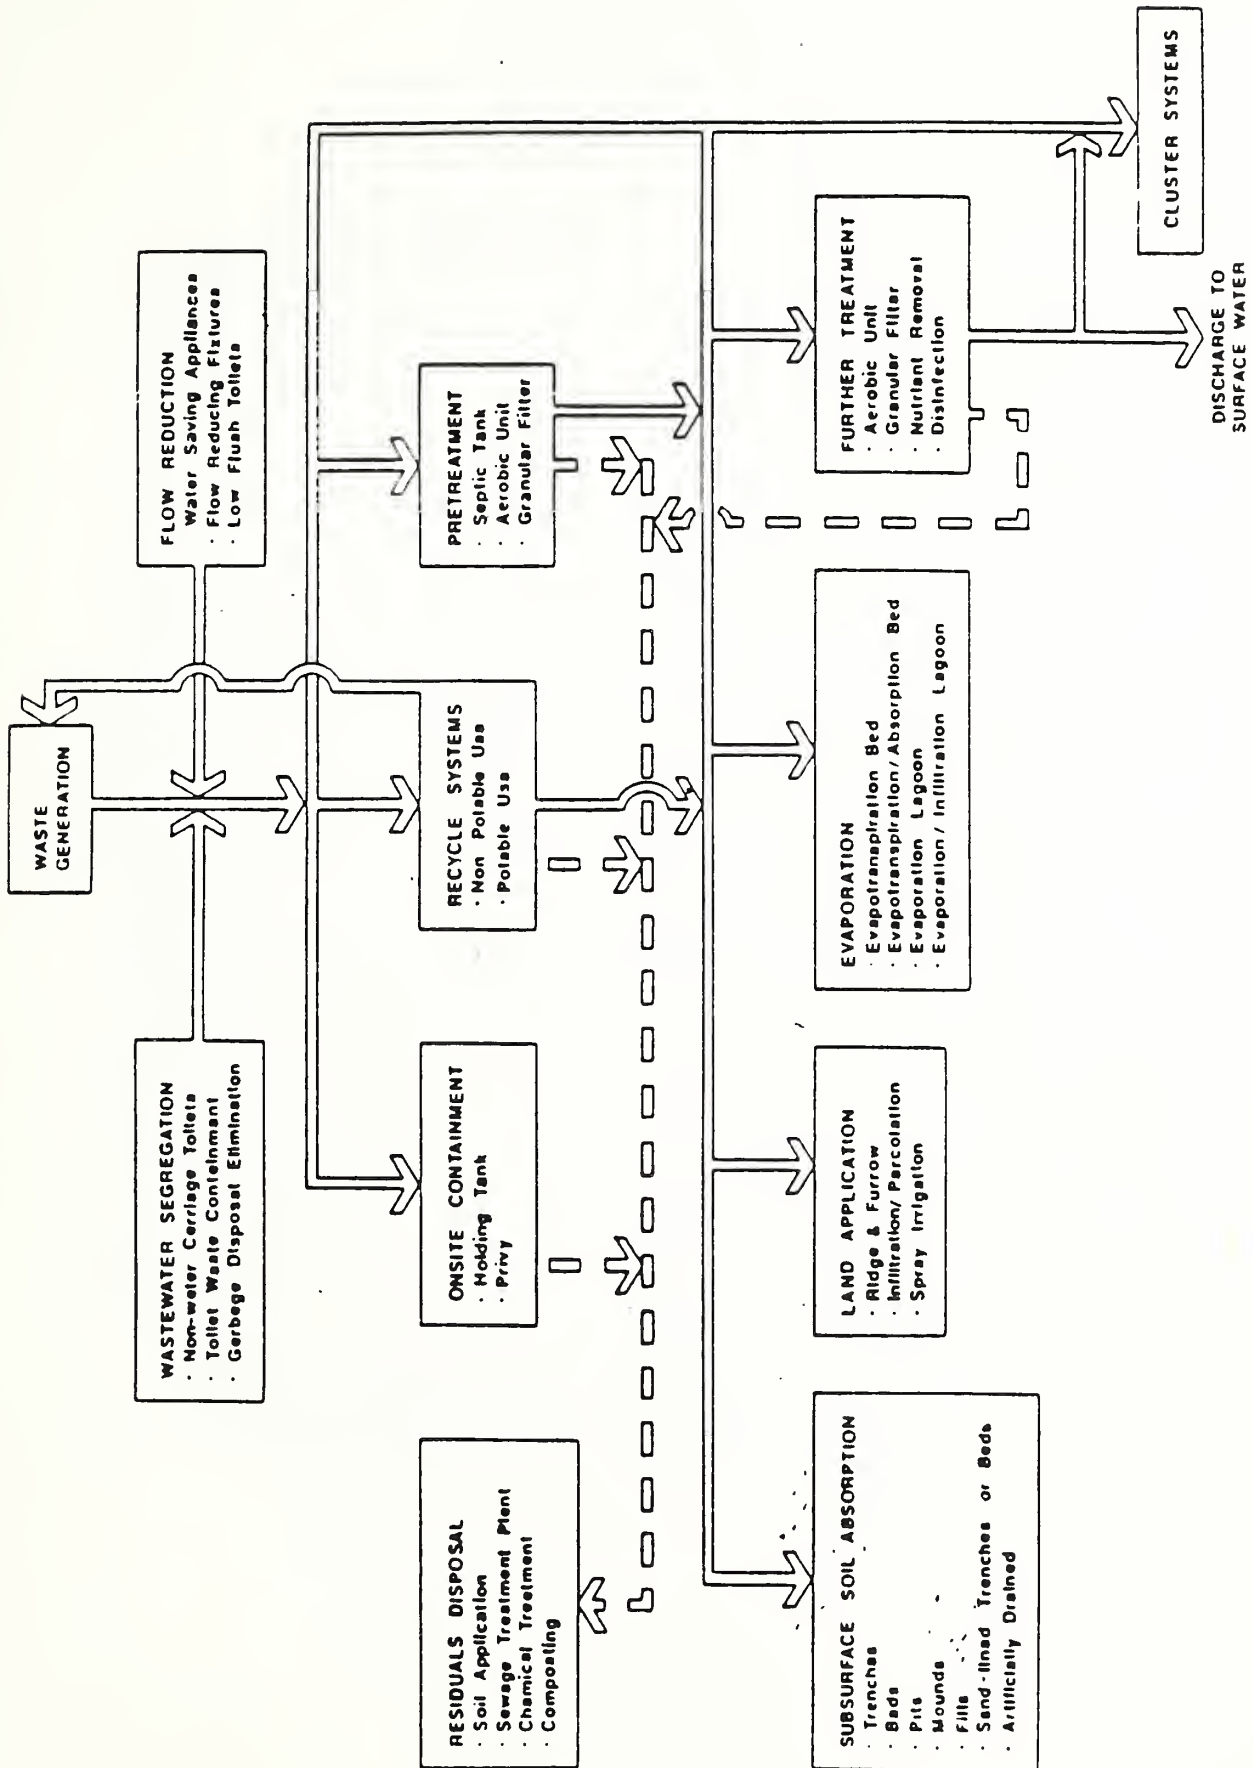 WASTE
GENERATION
WASTEWATER SEGREGATION
· Non-water Carriage Toilets
· Toilet Waste Containment
· Garbage Disposal Elimination
FLOW REDUCTION
Water Saving Appliances
· Flow Reducing Fixtures
· Low Flush Toilets
RESIDUALS DISPOSAL
· Soil Application
· Sewage Treatment Plant
· Chemical Treatment
· Composting
ONSITE CONTAINMENT
· Holding Tank
· Privy
RECYCLE SYSTEMS
· Non Potable Use
· Potable Use
PRETREATMENT
· Septic Tank
· Aerobic Unit
· Granular Filter
SUBSURFACE SOIL ABSORPTION
· Trenches
· Beds
· Pits
· Mounds
· Fills
· Sand-lined Trenches or Beds
· Artificially Drained
LAND APPLICATION
· Ridge & Furrow
· Infiltration/Percolation
· Spray Irrigation
EVAPORATION
· Evapotranspiration Bed
· Evapotranspiration/Absorption Bed
· Evaporation Lagoon
· Evaporation/Infiltration Lagoon
FURTHER TREATMENT
· Aerobic Unit
· Granular Filter
· Nutrient Removal
· Disinfection
DISCHARGE TO
SURFACE WATER
CLUSTER SYSTEMS